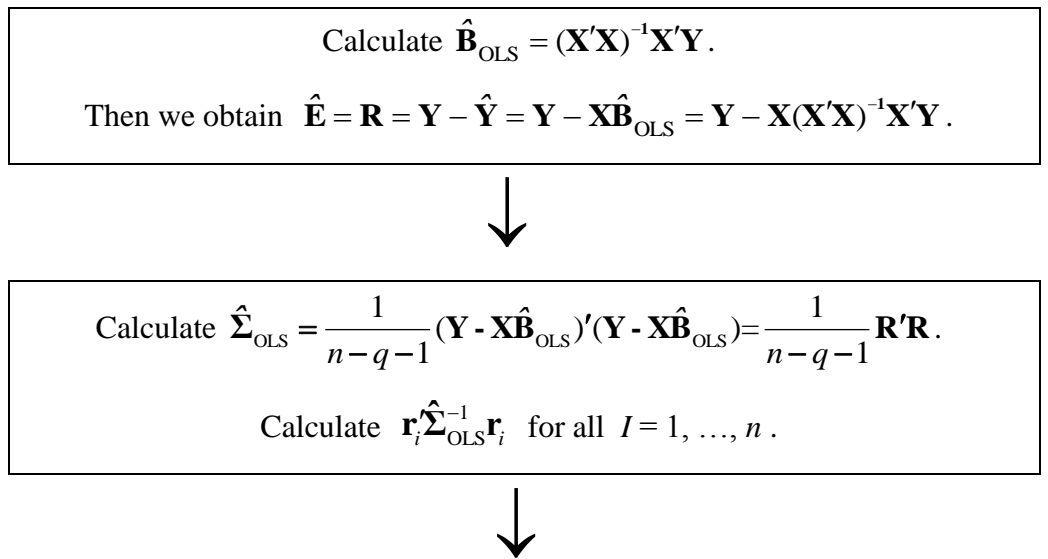 Calculate B̂_OLS = (X′X)⁻¹X′Y .
Then we obtain Ê = R = Y − Ŷ = Y − XB̂_OLS = Y − X(X′X)⁻¹X′Y .
Calculate Σ̂_OLS = 1/(n − q − 1) (Y - XB̂_OLS)′(Y - XB̂_OLS)= 1/(n − q − 1) R′R .
Calculate r_i′Σ̂_OLS⁻¹r_i for all I = 1, …, n .